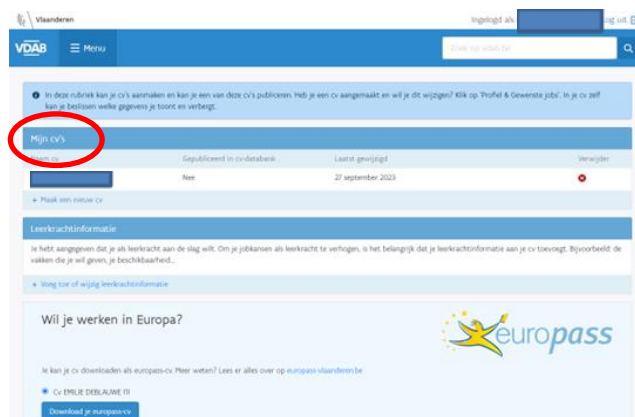 Vlaanderen
Ingelogd als
Log uit
VDAB
Menu
Zoek op vdab.be
In deze rubriek kan je cv's aanmaken en kan je een van deze cv's publiceren. Heb je een cv aangemaakt en wil je dit wijzigen? Klik op 'Profiel & Gewenste jobs'. In je cv zelf
kan je beslissen welke gegevens je toont en verbergt.
Mijn cv's
Naam cv Gepubliceerd in cv-databank Laatst gewijzigd Verwijder
Nee 27 september 2023
+ Maak een nieuw cv
Leerkrachtinformatie
Je hebt aangegeven dat je als leerkracht aan de slag wilt. Om je jobkansen als leerkracht te verhogen, is het belangrijk dat je leerkrachtinformatie aan je cv toevoegt. Bijvoorbeeld: de
vakken die je wil geven, je beschikbaarheid...
+ Voeg toe of wijzig leerkrachtinformatie
Wil je werken in Europa?
europass
Je kan je cv downloaden als europass-cv. Meer weten? Lees er alles over op europass-vlaanderen.be
Cv EMILIE DEBLAUWE (1)
Download je europass-cv